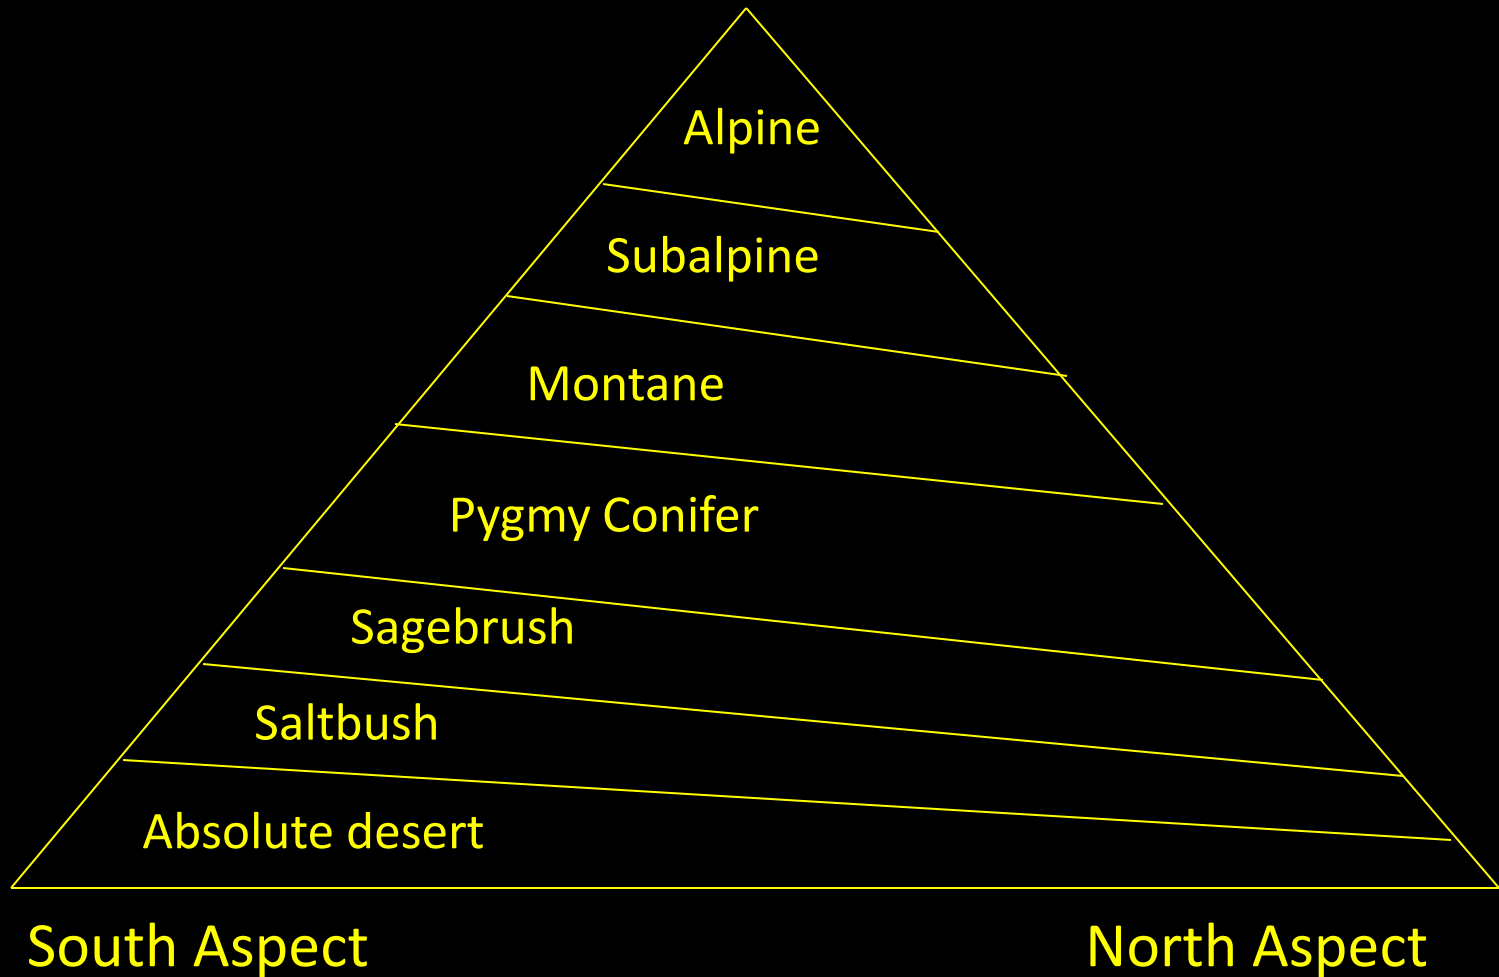 Alpine
Subalpine
Montane
Pygmy Conifer
Sagebrush
Saltbush
Absolute desert
South Aspect
North Aspect